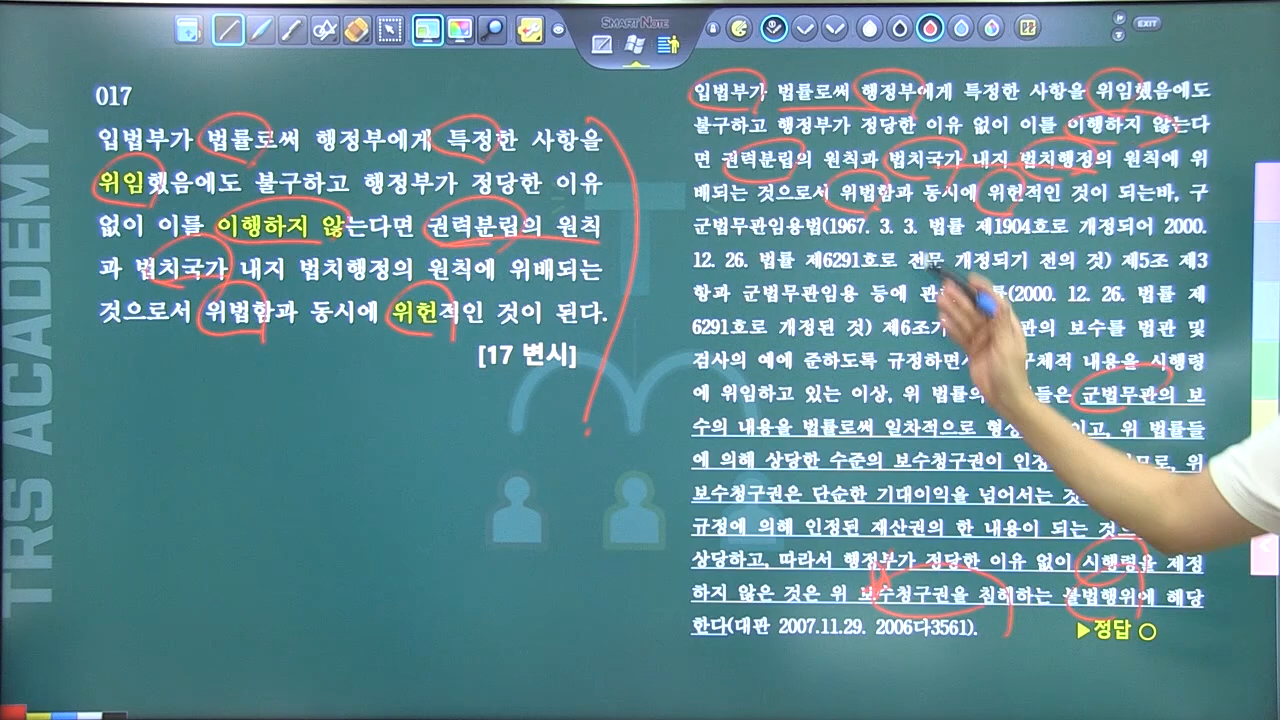 SMART NOTE
EXIT
TRS ACADEMY
017
입법부가 법률로써 행정부에게 특정한 사항을
위임했음에도 불구하고 행정부가 정당한 이유
없이 이를 이행하지 않는다면 권력분립의 원칙
과 법치국가 내지 법치행정의 원칙에 위배되는
것으로서 위법함과 동시에 위헌적인 것이 된다.
[17 변시]
입법부가 법률로써 행정부에게 특정한 사항을 위임했음에도
불구하고 행정부가 정당한 이유 없이 이를 이행하지 않는다
면 권력분립의 원칙과 법치국가 내지 법치행정의 원칙에 위
배되는 것으로서 위법함과 동시에 위헌적인 것이 되는바, 구
군법무관임용법(1967. 3. 3. 법률 제1904호로 개정되어 2000.
12. 26. 법률 제6291호로 전문 개정되기 전의 것) 제5조 제3
항과 군법무관임용 등에 관한 (2000. 12. 26. 법률 제
6291호로 개정된 것) 제6조가 보수를 법관 및
검사의 예에 준하도록 규정하면서 구체적 내용을 시행령
에 위임하고 있는 이상, 위 법률의 군법무관의 보
수의 내용을 법률로써 일차적으로 위 법률들
에 의해 상당한 수준의 보수청구권이 위
보수청구권은 단순한 기대이익을 넘어서는
규정에 의해 인정된 재산권의 한 내용이 되는
상당하고, 따라서 행정부가 정당한 이유 없이 시행령을 제정
하지 않은 것은 위 보수청구권을 침해하는 불법행위에 해당
한다(대판 2007.11.29. 2006다3561).
▶정답 ○